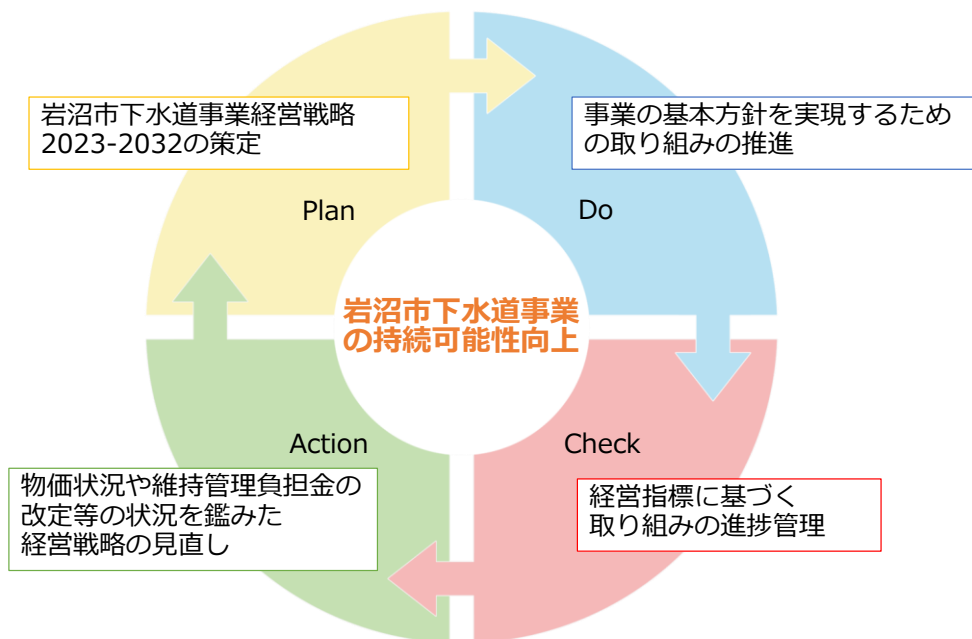 岩沼市下水道事業経営戦略
2023-2032の策定
Plan
事業の基本方針を実現するため
の取り組みの推進
Do
岩沼市下水道事業
の持続可能性向上
Action
物価状況や維持管理負担金の
改定等の状況を鑑みた
経営戦略の見直し
Check
経営指標に基づく
取り組みの進捗管理